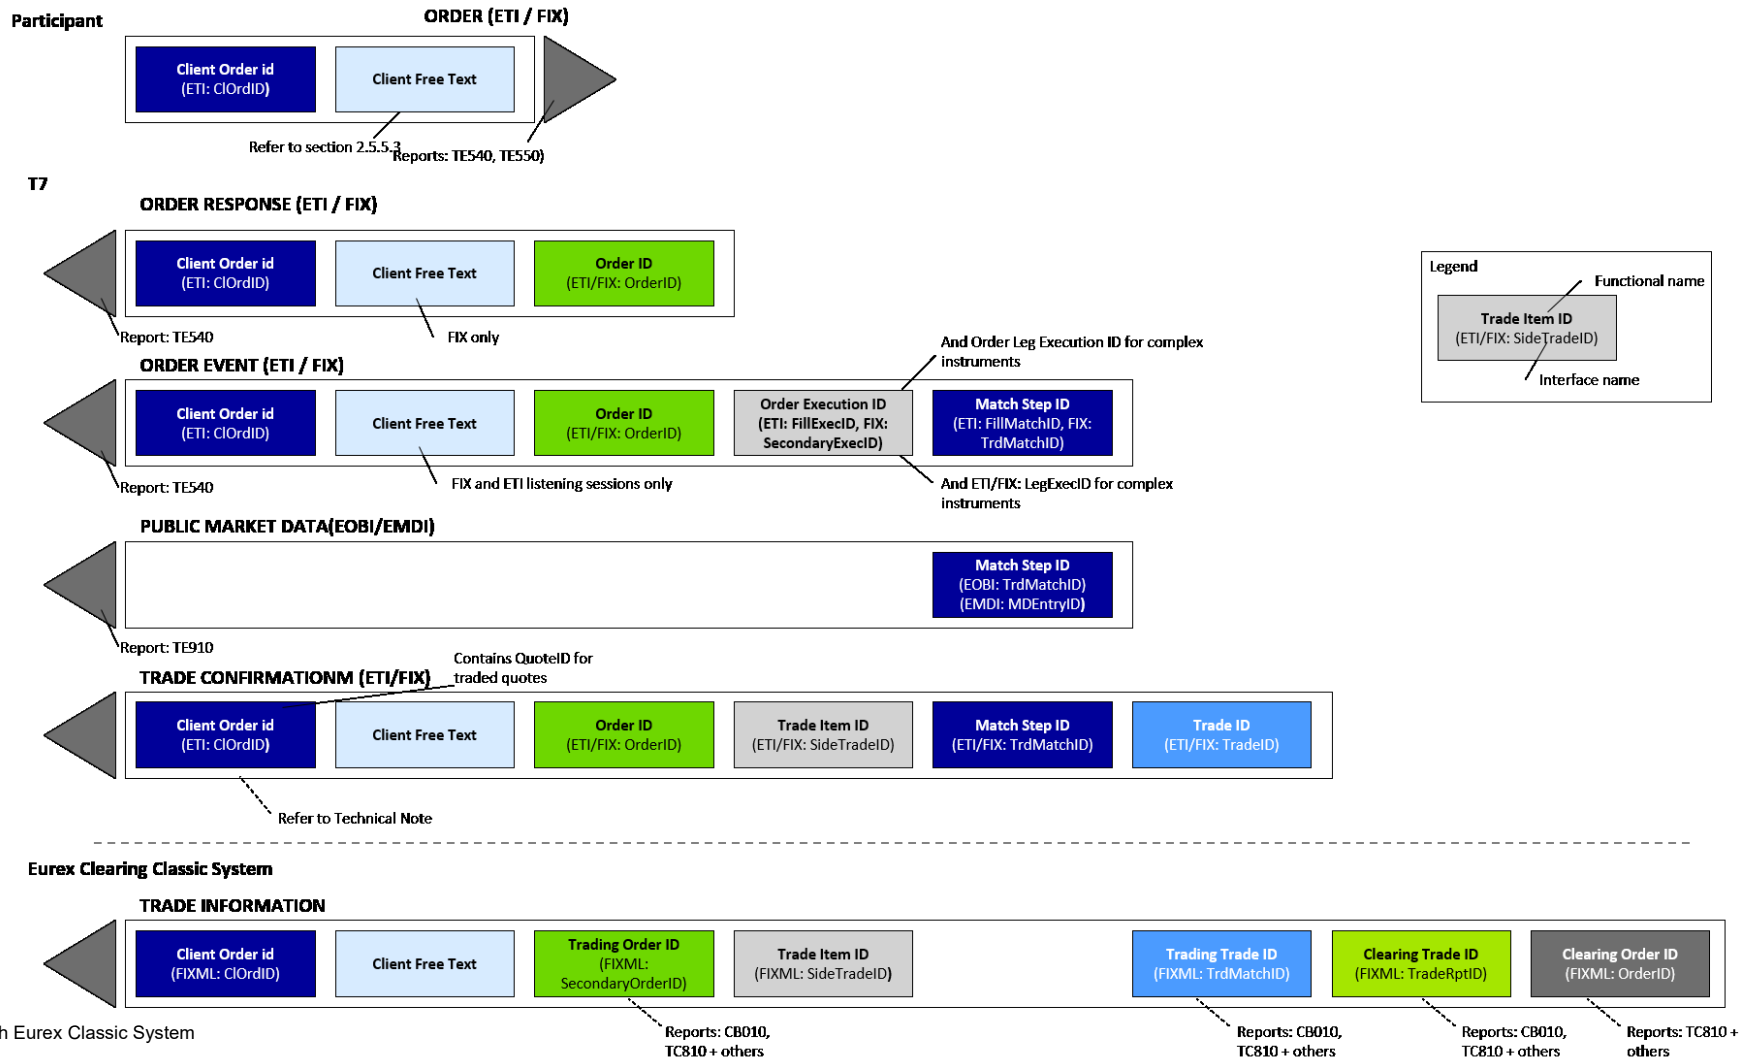 Participant
ORDER (ETI / FIX)
Client Order id
(ETI: ClOrdID)
Client Free Text
Refer to section 2.5.5.3
Reports: TE540, TE550)
T7
ORDER RESPONSE (ETI / FIX)
Client Order id
(ETI: ClOrdID)
Client Free Text
Order ID
(ETI/FIX: OrderID)
Report: TE540
FIX only
Legend
Functional name
Trade Item ID
(ETI/FIX: SideTradeID)
Interface name
ORDER EVENT (ETI / FIX)
And Order Leg Execution ID for complex
instruments
Client Order id
(ETI: ClOrdID)
Client Free Text
Order ID
(ETI/FIX: OrderID)
Order Execution ID
(ETI: FillExecID, FIX:
SecondaryExecID)
Match Step ID
(ETI: FillMatchID, FIX:
TrdMatchID)
Report: TE540
FIX and ETI listening sessions only
And ETI/FIX: LegExecID for complex
instruments
PUBLIC MARKET DATA(EOBI/EMDI)
Match Step ID
(EOBI: TrdMatchID)
(EMDI: MDEntryID)
Report: TE910
Contains QuoteID for
traded quotes
TRADE CONFIRMATIONM (ETI/FIX)
Client Order id
(ETI: ClOrdID)
Client Free Text
Order ID
(ETI/FIX: OrderID)
Trade Item ID
(ETI/FIX: SideTradeID)
Match Step ID
(ETI/FIX: TrdMatchID)
Trade ID
(ETI/FIX: TradeID)
Refer to Technical Note
Eurex Clearing Classic System
TRADE INFORMATION
Client Order id
(FIXML: ClOrdID)
Client Free Text
Trading Order ID
(FIXML:
SecondaryOrderID)
Trade Item ID
(FIXML: SideTradeID)
Trading Trade ID
(FIXML: TrdMatchID)
Clearing Trade ID
(FIXML: TradeRptID)
Clearing Order ID
(FIXML: OrderID)
h Eurex Classic System
Reports: CB010,
TC810 + others
Reports: CB010,
TC810 + others
Reports: CB010,
TC810 + others
Reports: TC810 +
others